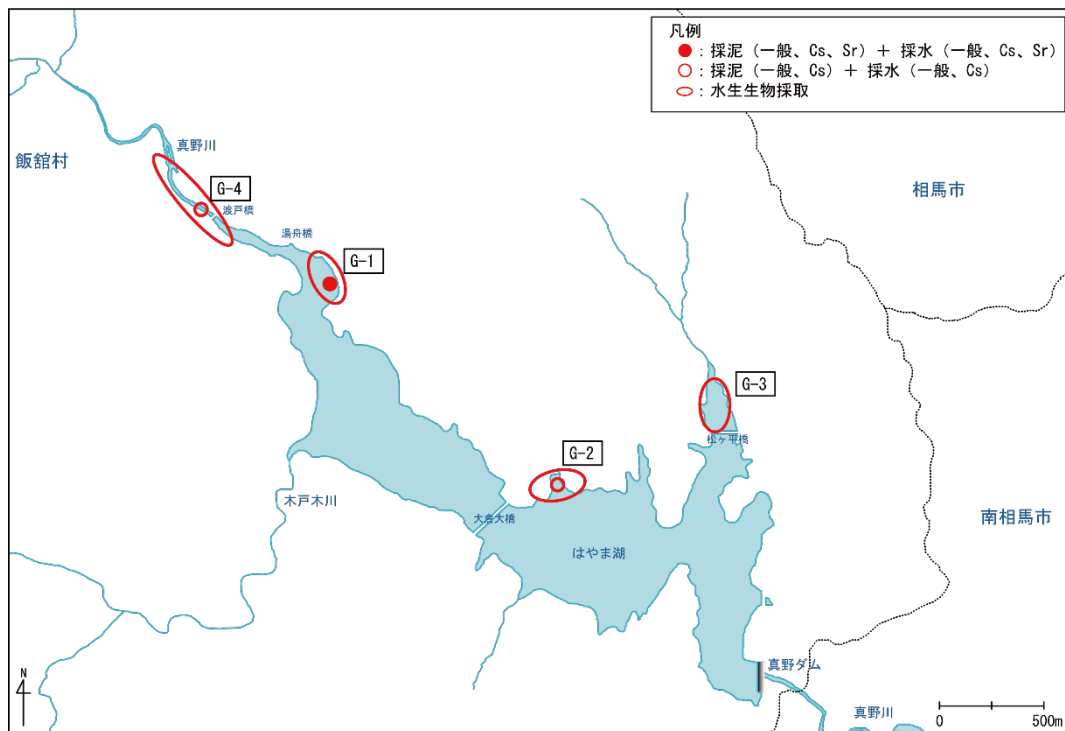 凡例
：採泥（一般、Cs、Sr）＋ 採水（一般、Cs、Sr）
：採泥（一般、Cs）＋ 採水（一般、Cs）
：水生生物採取
真野川
飯舘村
相馬市
G-4
渡戸橋
湯舟橋
G-1
G-3
松ヶ平橋
G-2
木戸木川
大倉大橋
南相馬市
はやま湖
真野ダム
N
真野川
0
500m